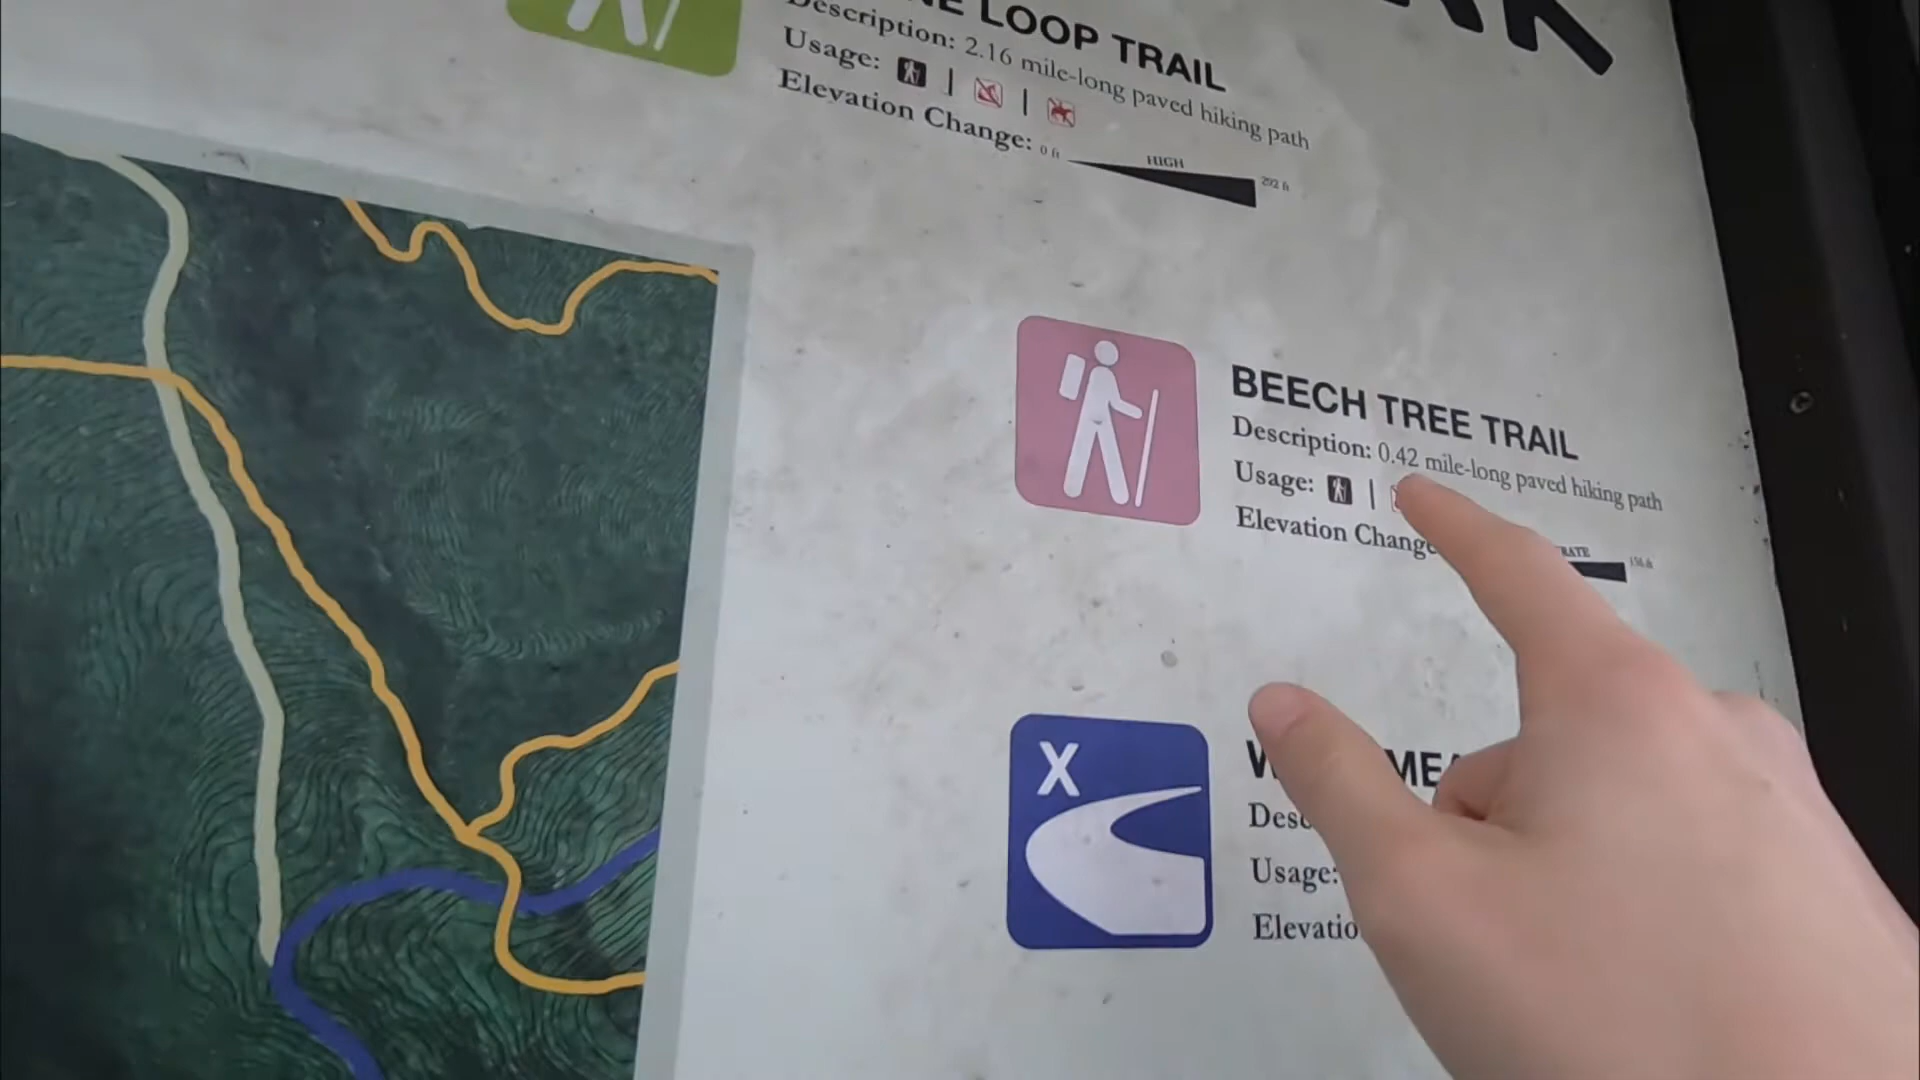 LOOP TRAIL
Description: 2.16 mile-long paved hiking path
Usage: | |
Elevation Change: 0 ft HIGH 292 ft
BEECH TREE TRAIL
Description: 0.42 mile-long paved hiking path
Usage: |
Elevation Change
X
Usage: